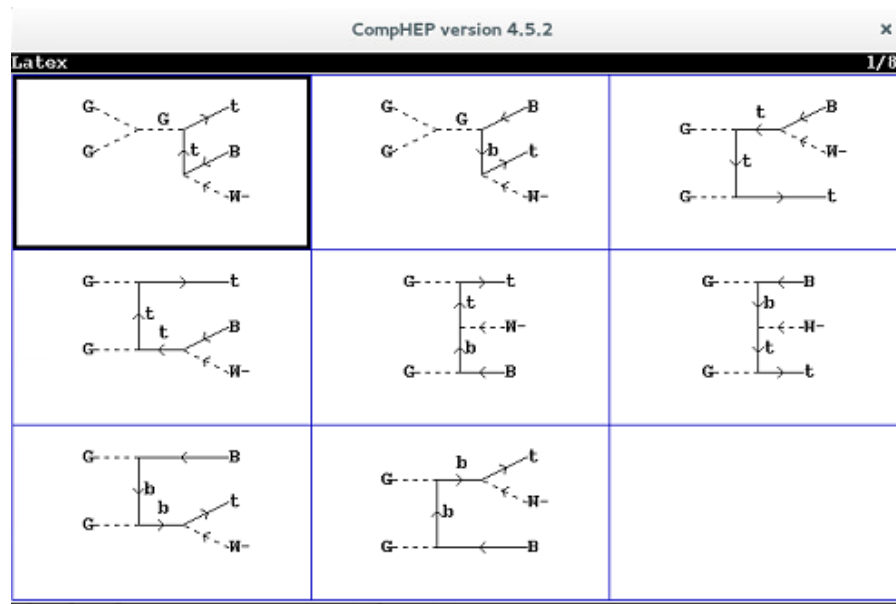 CompHEP version 4.5.2 ×
Latex 1/8
G G t
G t B
W-
G G B
G b t
W-
G t B
t W-
G t
G t
t
t B
G W-
G t
t
W-
b
G B
G B
b
W-
t
G t
G B
b
b t
G W-
b t
G W-
b
G B